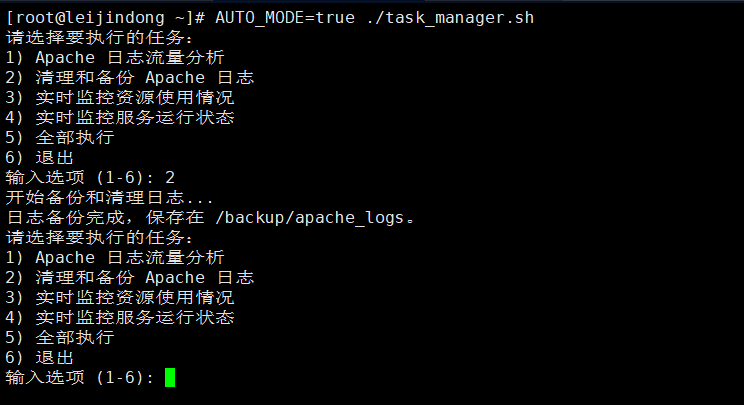 [root@leijindong ~]# AUTO_MODE=true ./task_manager.sh
请选择要执行的任务：
1) Apache 日志流量分析
2) 清理和备份 Apache 日志
3) 实时监控资源使用情况
4) 实时监控服务运行状态
5) 全部执行
6) 退出
输入选项 (1-6): 2
开始备份和清理日志...
日志备份完成，保存在 /backup/apache_logs。
请选择要执行的任务：
1) Apache 日志流量分析
2) 清理和备份 Apache 日志
3) 实时监控资源使用情况
4) 实时监控服务运行状态
5) 全部执行
6) 退出
输入选项 (1-6):